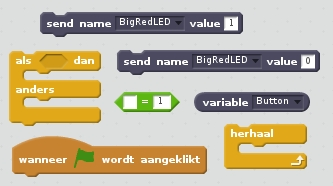 send name BigRedLED value 1
als dan
send name BigRedLED value 0
anders
= 1
variable Button
herhaal
wanneer wordt aangeklikt